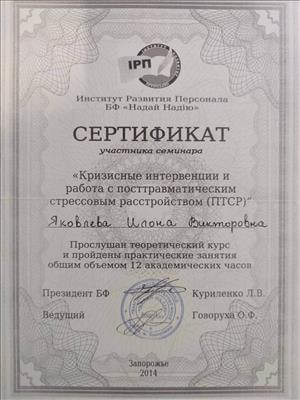 ІРП
Институт Развития Персонала
БФ «Надай Надію»
СЕРТИФИКАТ
участника семинара
«Кризисные интервенции и
работа с посттравматическим
стрессовым расстройством (ПТСР)"
Яковлева Илона Викторовна
Прослушан теоретический курс
и пройдены практические занятия
общим объемом 12 академических часов
Президент БФ Куриленко Л.В.
Ведущий Говоруха О.Ф.
Запорожье
2014